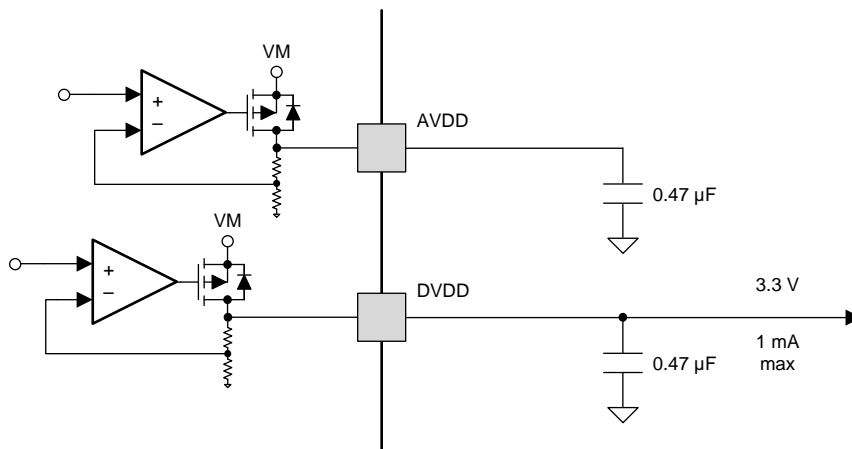 VM
+
−
AVDD
0.47 µF
VM
+
−
DVDD
3.3 V
1 mA
max
0.47 µF